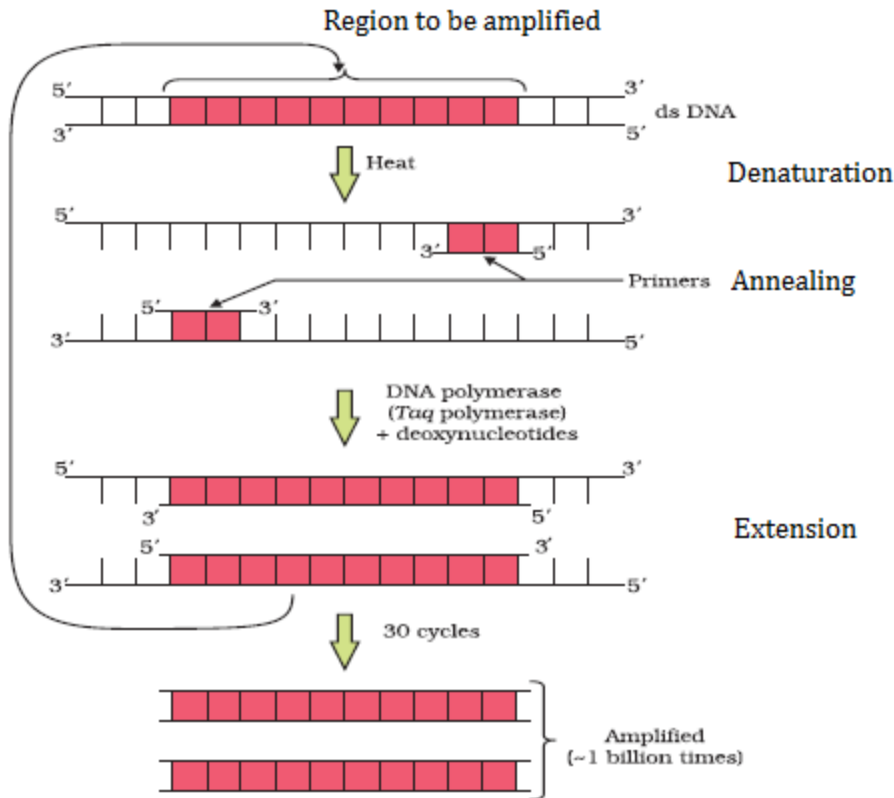 Region to be amplified
5′ 3′
ds DNA
3′ 5′
Heat
Denaturation
5′ 3′
3′ 5′
Primers Annealing
5′ 3′
3′ 5′
DNA polymerase
(Taq polymerase)
+ deoxynucleotides
5′ 3′
3′ 5′
Extension
5′ 3′
3′ 5′
30 cycles
Amplified
(~1 billion times)